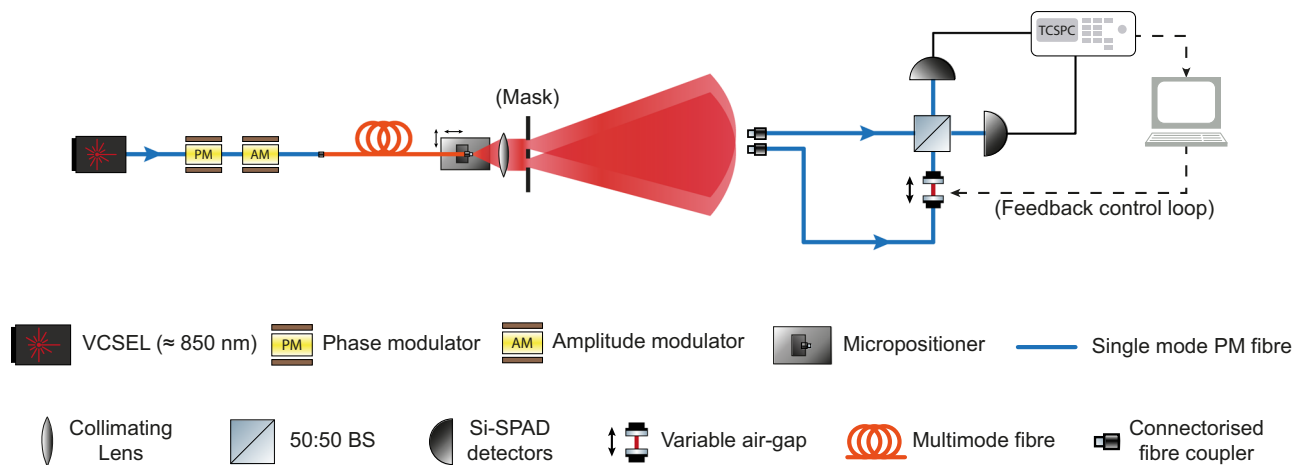 TCSPC
(Mask)
PM
AM
(Feedback control loop)
VCSEL (≈ 850 nm)
PM
Phase modulator
AM
Amplitude modulator
Micropositioner
Single mode PM fibre
Collimating
Lens
50:50 BS
Si-SPAD
detectors
Variable air-gap
Multimode fibre
Connectorised
fibre coupler